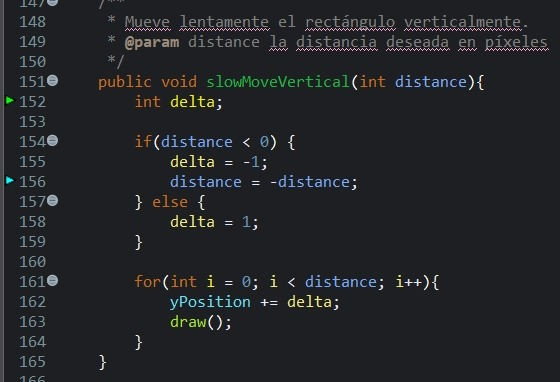 147 /**
148 * Mueve lentamente el rectángulo verticalmente.
149 * @param distance la distancia deseada en píxeles
150 */
151 public void slowMoveVertical(int distance){
152 int delta;
153
154 if(distance < 0) {
155 delta = -1;
156 distance = -distance;
157 } else {
158 delta = 1;
159 }
160
161 for(int i = 0; i < distance; i++){
162 yPosition += delta;
163 draw();
164 }
165 }
166